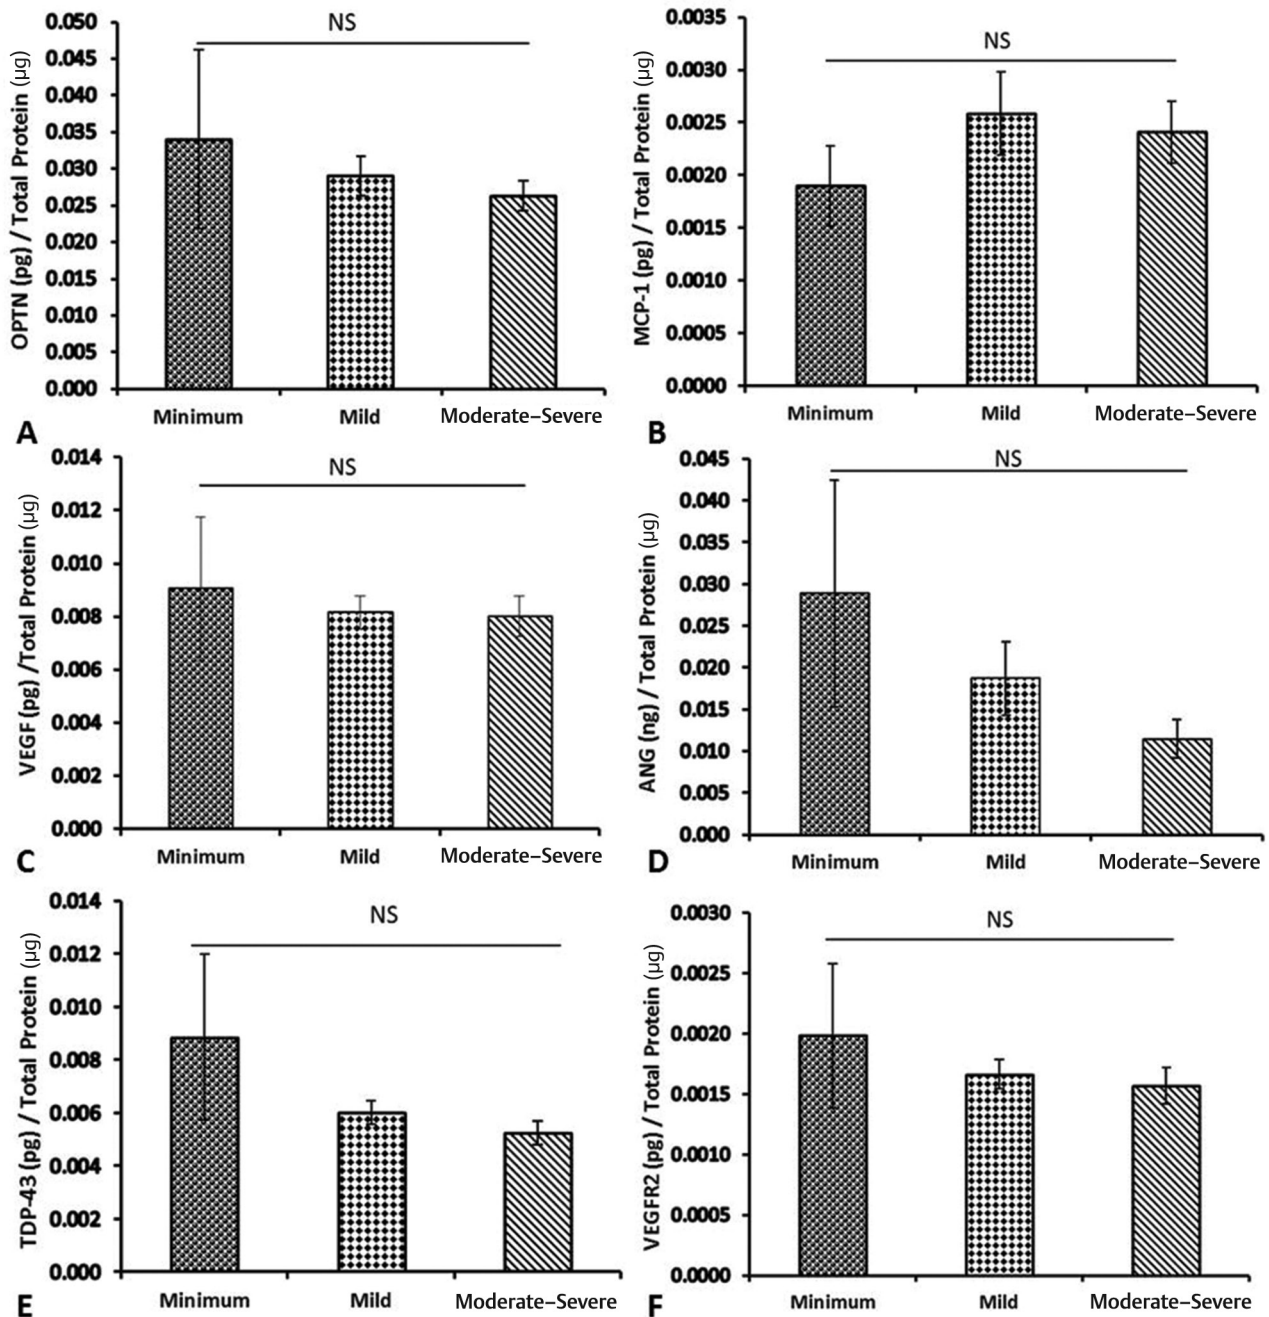 OPTN (pg) / Total Protein (µg)
0.050
0.045
0.040
0.035
0.030
0.025
0.020
0.015
0.010
0.005
0.000
NS
Minimum Mild Moderate–Severe
A
MCP-1 (pg) / Total Protein (µg)
0.0035
0.0030
0.0025
0.0020
0.0015
0.0010
0.0005
0.0000
NS
Minimum Mild Moderate–Severe
B
VEGF (pg) /Total Protein (µg)
0.014
0.012
0.010
0.008
0.006
0.004
0.002
0.000
NS
Minimum Mild Moderate–Severe
C
ANG (ng) / Total Protein (µg)
0.045
0.040
0.035
0.030
0.025
0.020
0.015
0.010
0.005
0.000
NS
Minimum Mild Moderate–Severe
D
TDP-43 (pg) / Total Protein (µg)
0.014
0.012
0.010
0.008
0.006
0.004
0.002
0.000
NS
Minimum Mild Moderate–Severe
E
VEGFR2 (pg) / Total Protein (µg)
0.0030
0.0025
0.0020
0.0015
0.0010
0.0005
0.0000
NS
Minimum Mild Moderate–Severe
F